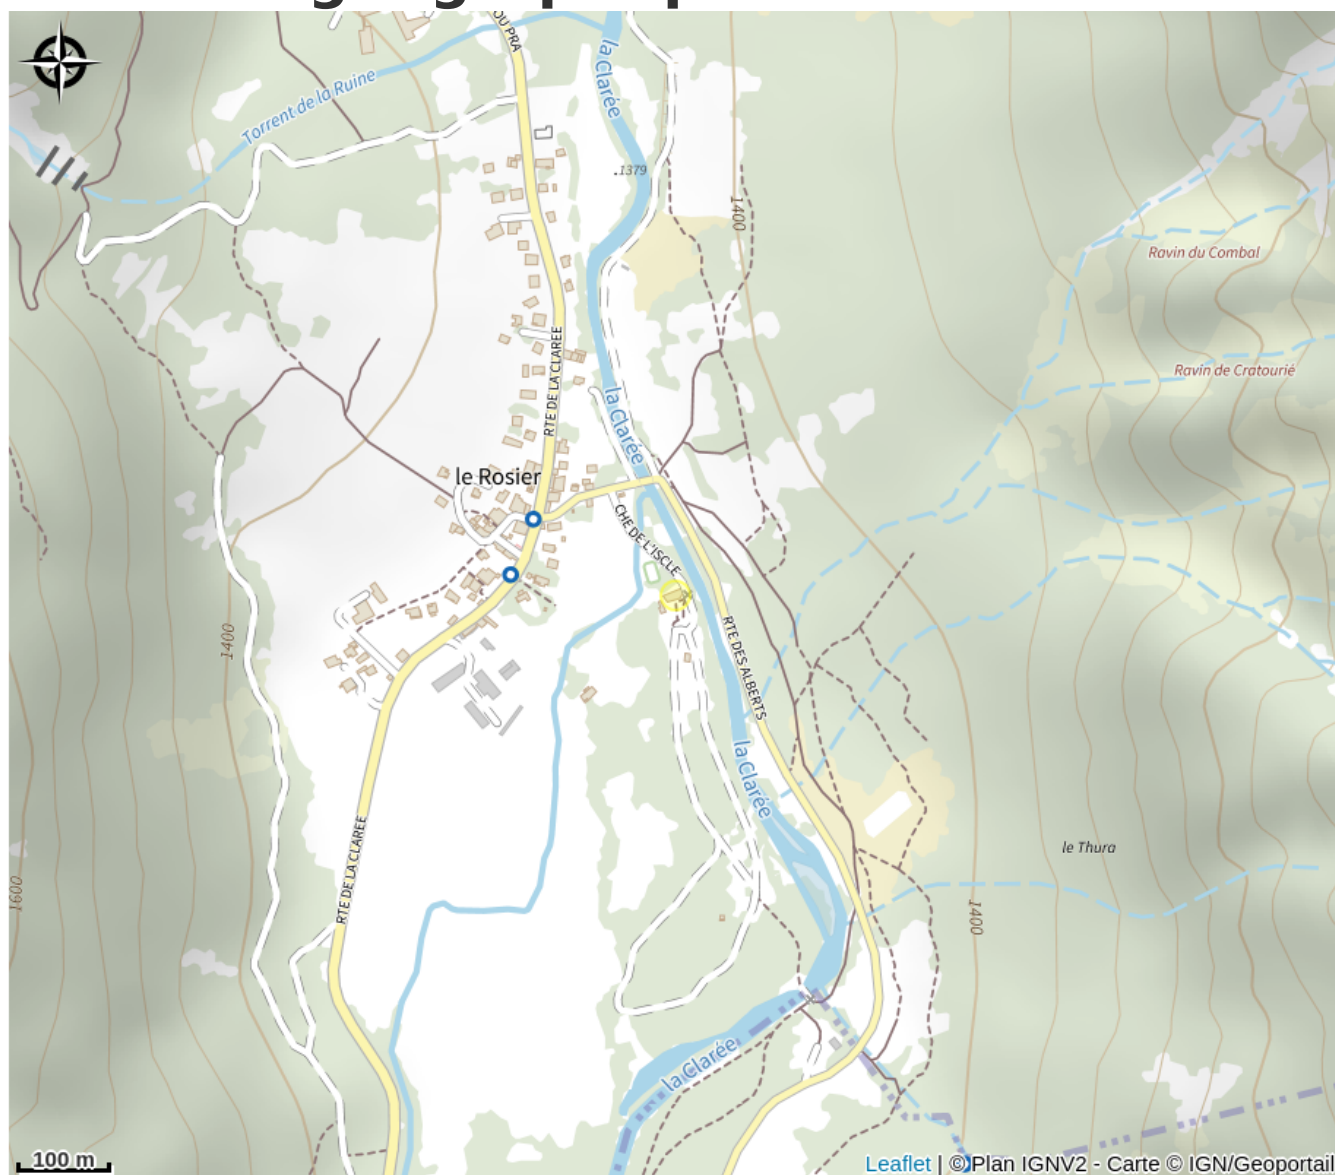 DU PRA
la Clarée
Torrent de la Ruine
.1379
1400
Ravin du Combal
RTE DE LA CLAREE
Ravin de Cratourié
la Clarée
le Rosier
CHE DE L'ISCLE
1400
RTE DES ALBERTS
la Clarée
RTE DE LA CLAREE
le Thura
1600
1400
la Clarée
100 m
Leaflet | © Plan IGNV2 - Carte © IGN/Geoportail